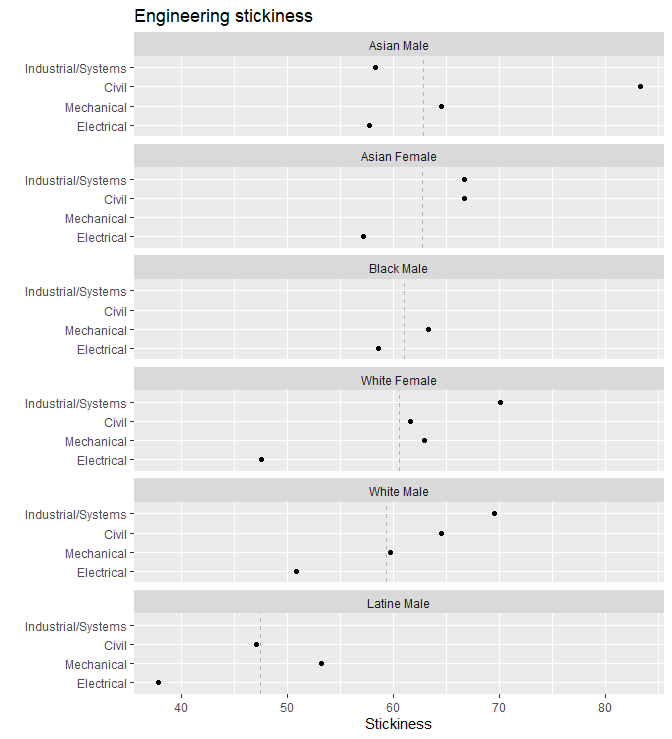 Engineering stickiness
Asian Male
Industrial/Systems
Civil
Mechanical
Electrical
Asian Female
Industrial/Systems
Civil
Mechanical
Electrical
Black Male
Industrial/Systems
Civil
Mechanical
Electrical
White Female
Industrial/Systems
Civil
Mechanical
Electrical
White Male
Industrial/Systems
Civil
Mechanical
Electrical
Latine Male
Industrial/Systems
Civil
Mechanical
Electrical
40 50 60 70 80
Stickiness